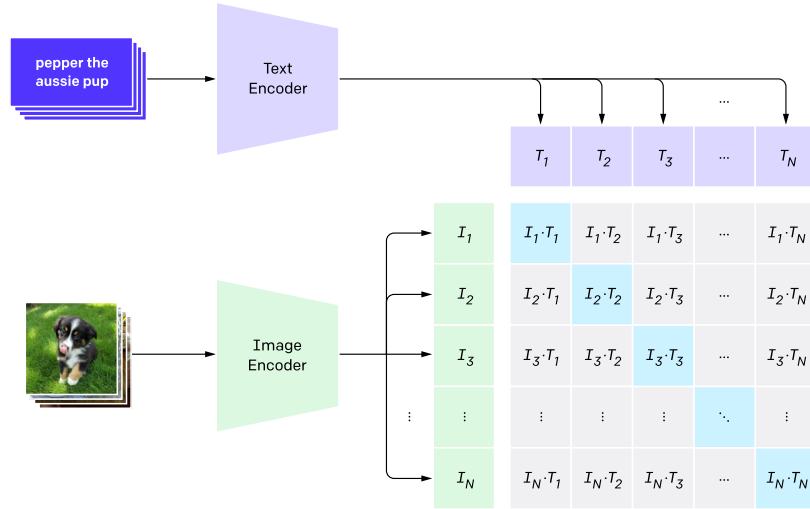 pepper the
aussie pup
Text
Encoder
...
T1 T2 T3 ... TN
I1 I1·T1 I1·T2 I1·T3 ... I1·TN
I2 I2·T1 I2·T2 I2·T3 ... I2·TN
Image
Encoder
I3 I3·T1 I3·T2 I3·T3 ... I3·TN
⋮ ⋮ ⋮ ⋮ ⋮ ⋱ ⋮
IN IN·T1 IN·T2 IN·T3 ... IN·TN